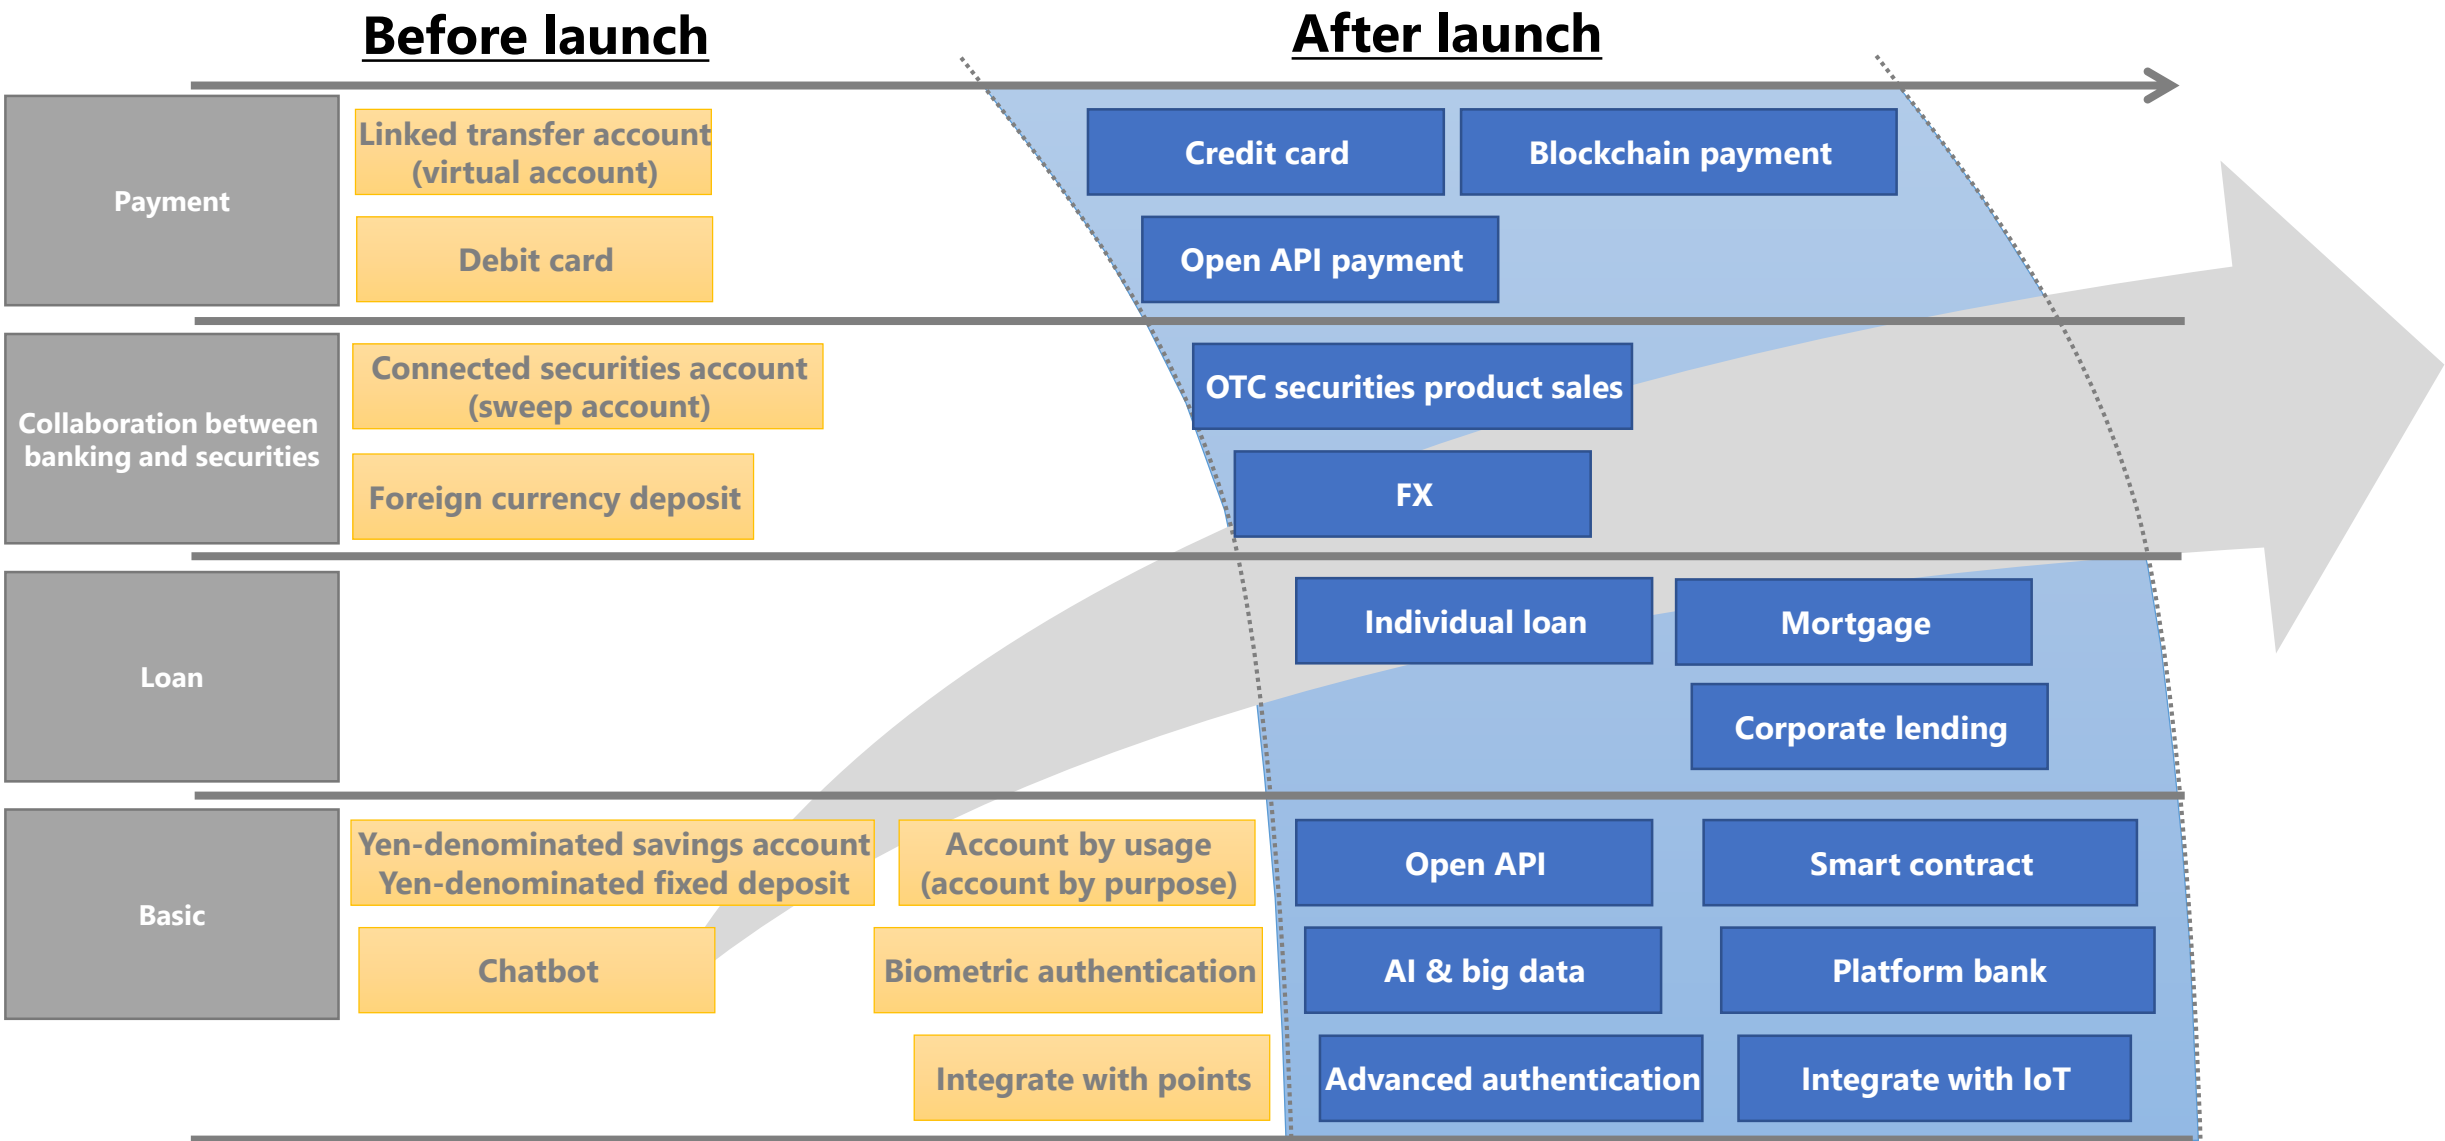 Before launch
After launch
Payment
Linked transfer account
(virtual account)
Credit card
Blockchain payment
Debit card
Open API payment
Collaboration between
banking and securities
Connected securities account
(sweep account)
OTC securities product sales
Foreign currency deposit
FX
Loan
Individual loan
Mortgage
Corporate lending
Basic
Yen-denominated savings account
Yen-denominated fixed deposit
Account by usage
(account by purpose)
Open API
Smart contract
Chatbot
Biometric authentication
AI & big data
Platform bank
Integrate with points
Advanced authentication
Integrate with IoT